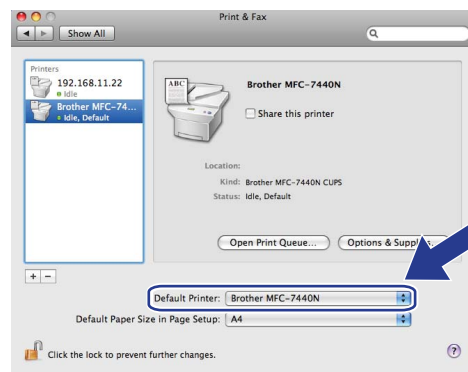 Print & Fax
Show All
Printers
192.168.11.22
Idle
Brother MFC-74...
Idle, Default
ABC
Brother MFC-7440N
Share this printer
Location:
Kind: Brother MFC-7440N CUPS
Status: Idle, Default
Open Print Queue...
Options &
+ -
Default Printer: Brother MFC-7440N
Default Paper Size in Page Setup: A4
Click the lock to prevent further changes.
?